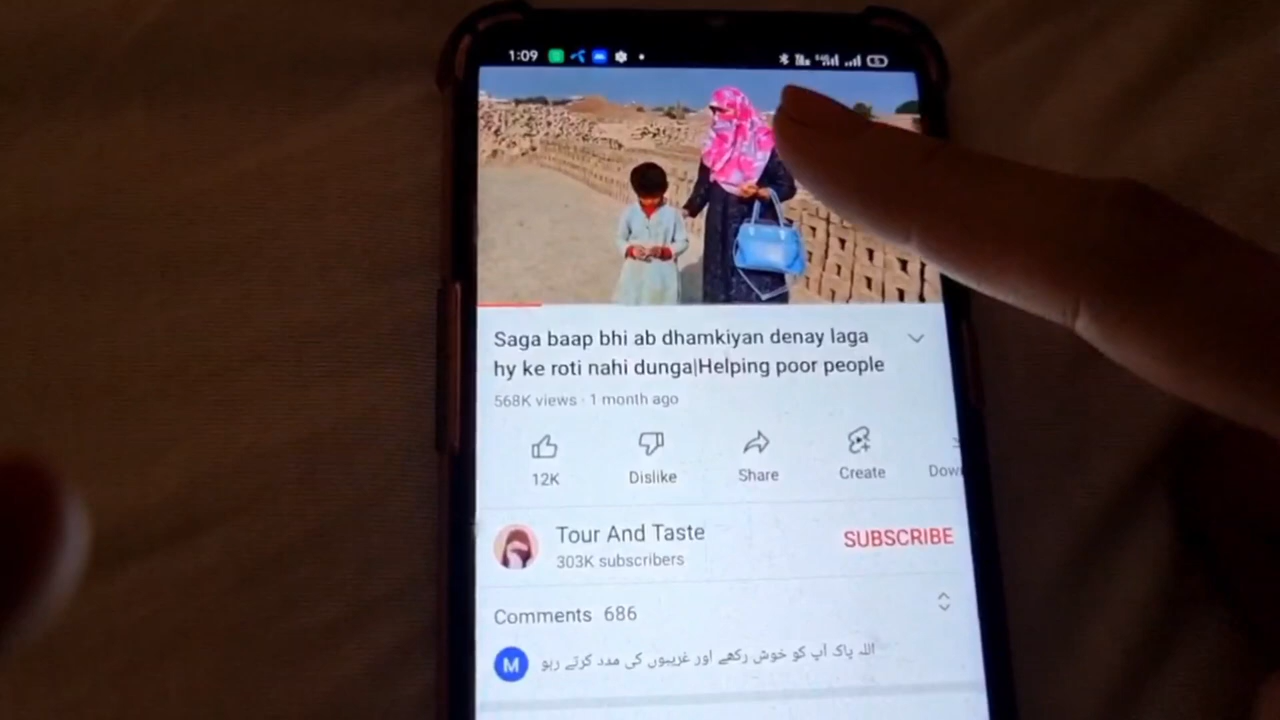 1:09
Saga baap bhi ab dhamkiyan denay laga
hy ke roti nahi dunga|Helping poor people
568K views · 1 month ago
12K
Dislike
Share
Create
Dow
Tour And Taste
303K subscribers
SUBSCRIBE
Comments 686
M
اللہ پاک آپ کو خوش رکھے اور غریبوں کی مدد کرتے رہو